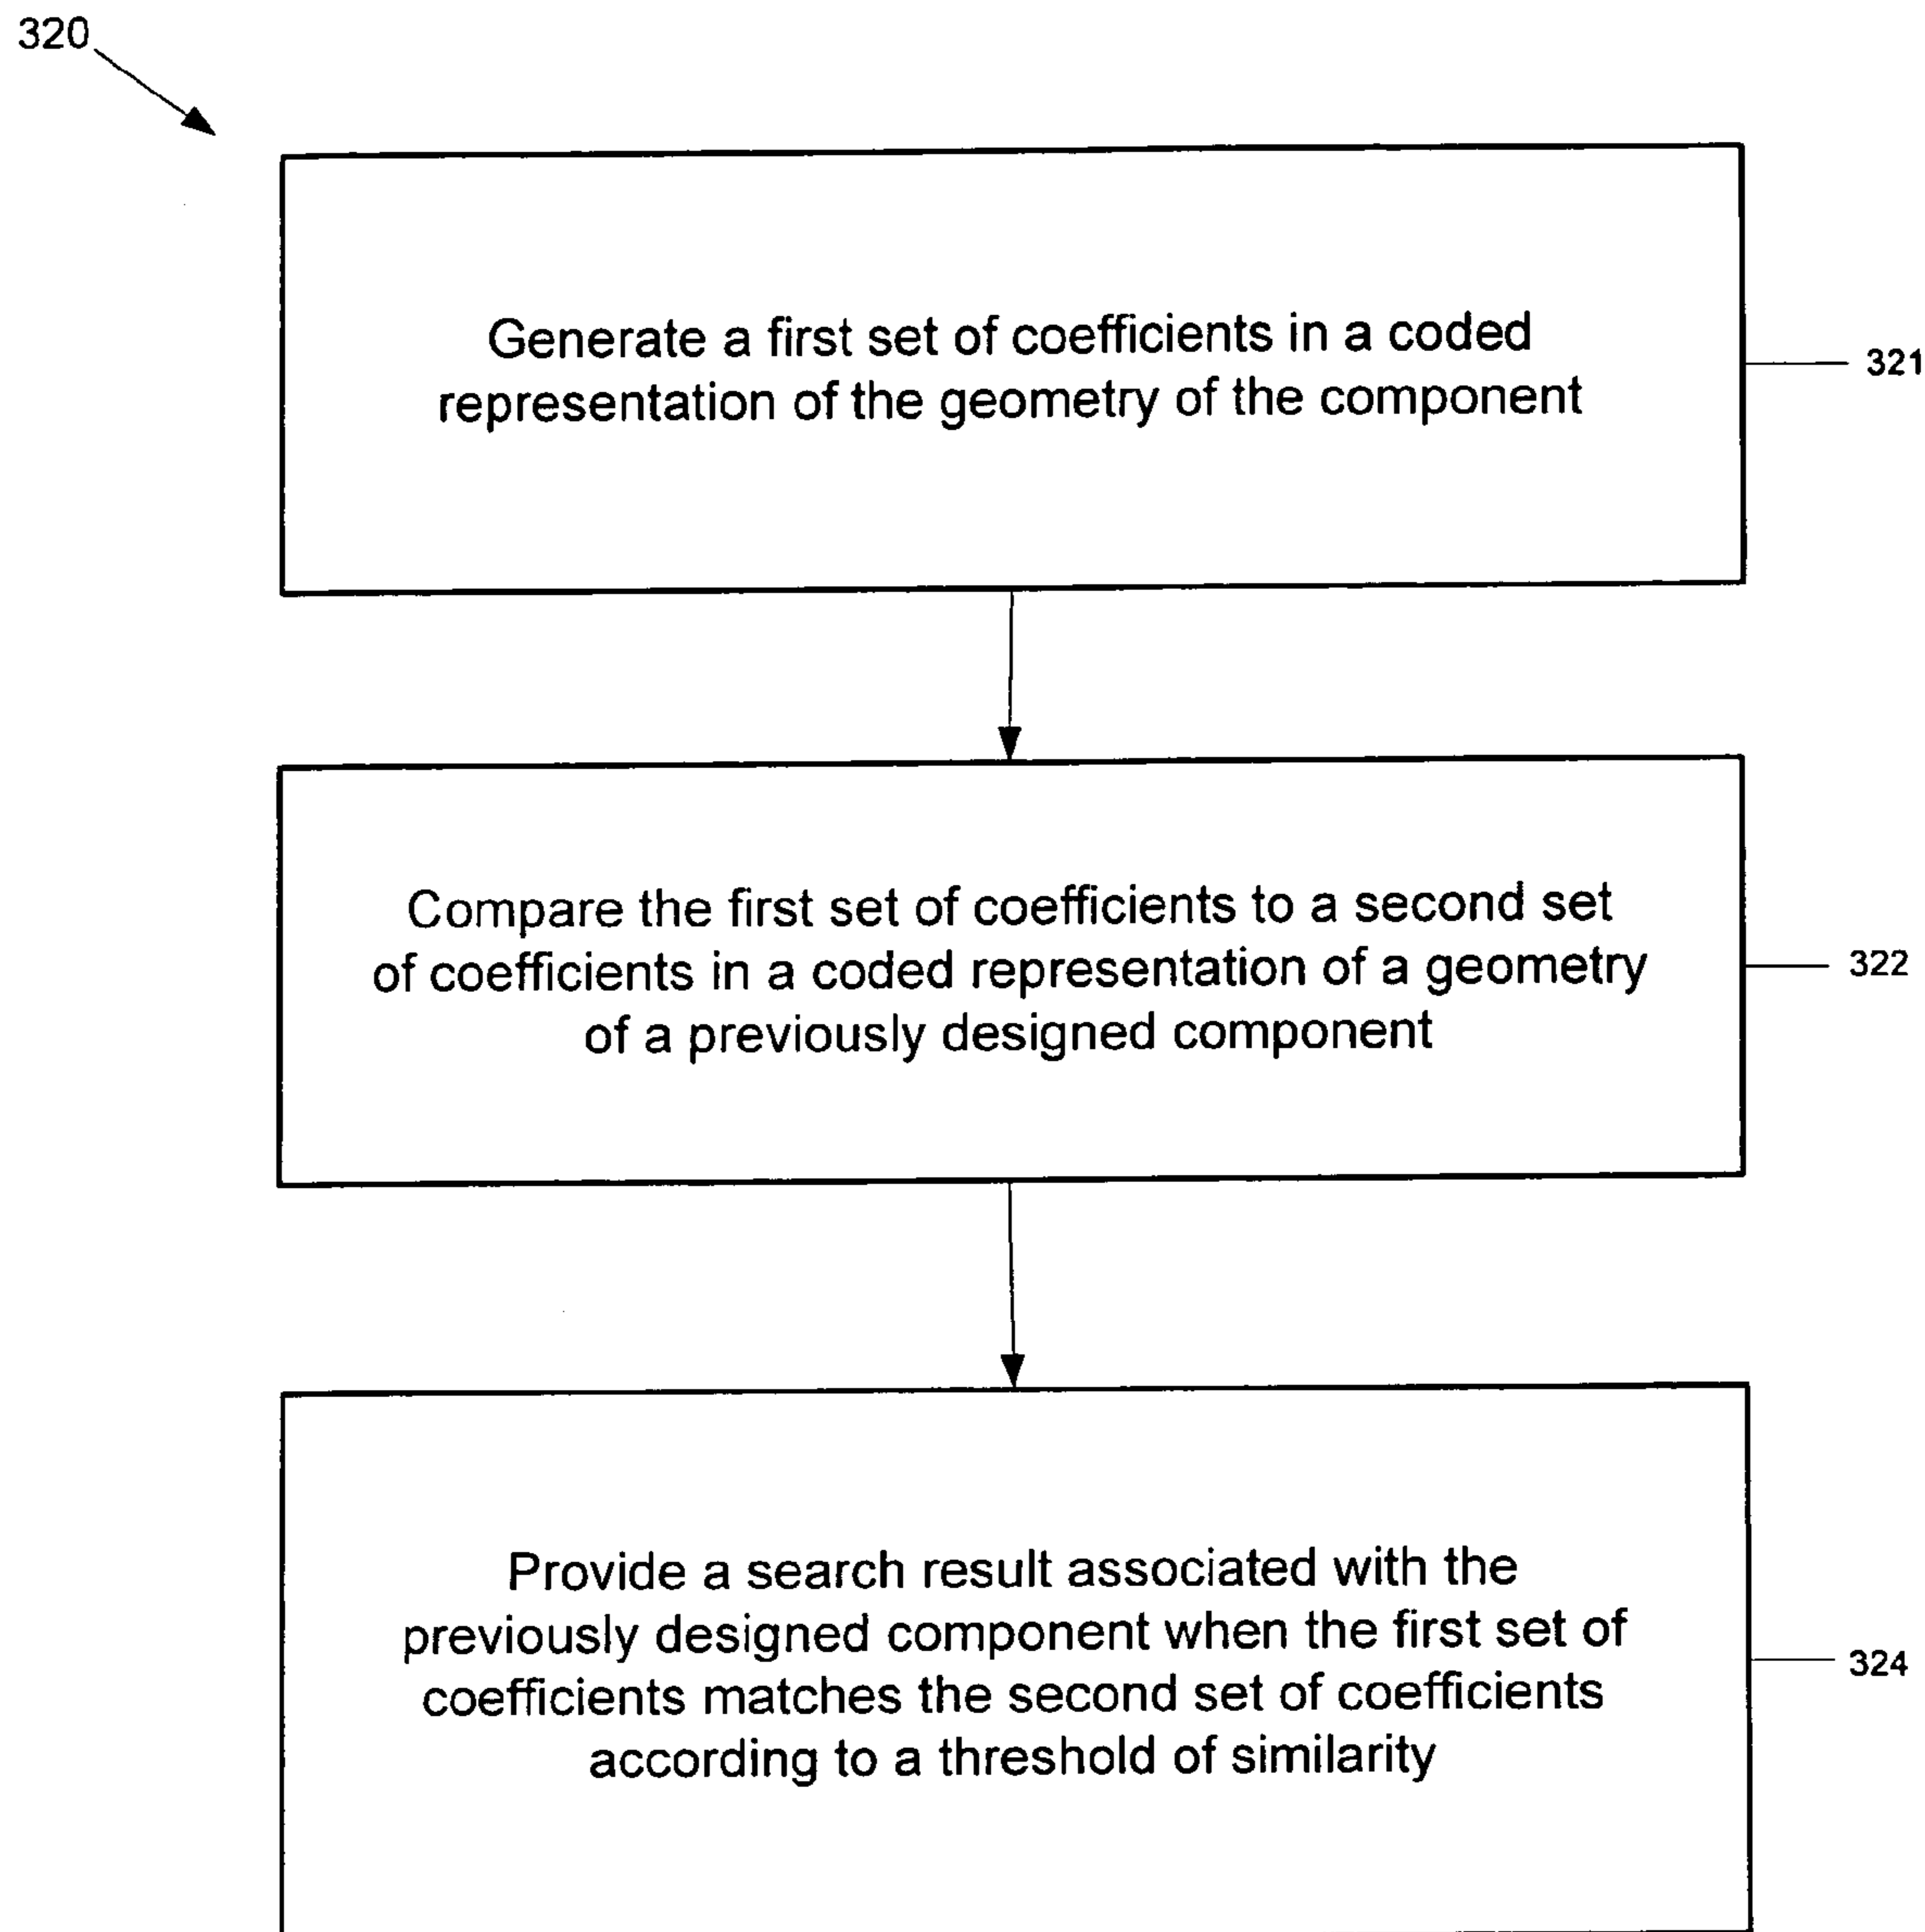 320
Generate a first set of coefficients in a coded
representation of the geometry of the component
321
Compare the first set of coefficients to a second set
of coefficients in a coded representation of a geometry
of a previously designed component
322
Provide a search result associated with the
previously designed component when the first set of
coefficients matches the second set of coefficients
according to a threshold of similarity
324